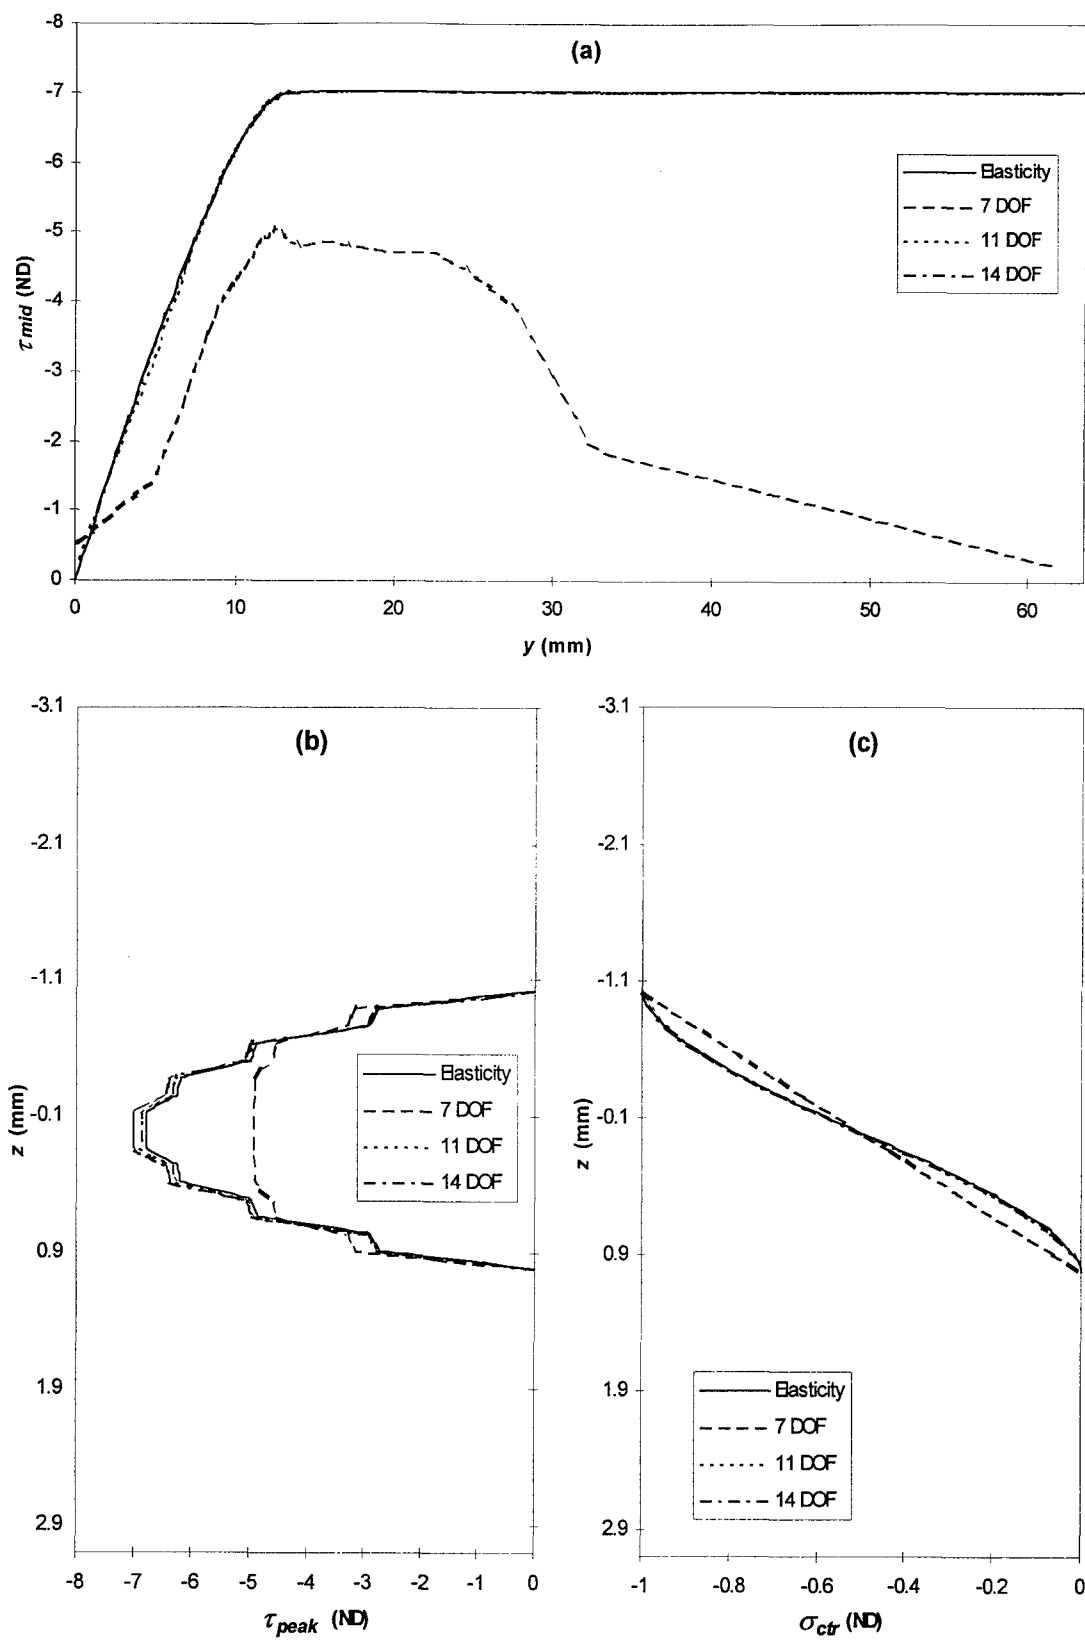 (a)
-8
-7
-6
-5
-4
-3
-2
-1
0
τmid (ND)
Elasticity
7 DOF
11 DOF
14 DOF
0 10 20 30 40 50 60
y (mm)
(b)
-3.1
-2.1
-1.1
-0.1
0.9
1.9
2.9
z (mm)
Elasticity
7 DOF
11 DOF
14 DOF
-8 -7 -6 -5 -4 -3 -2 -1 0
τpeak (ND)
(c)
-3.1
-2.1
-1.1
-0.1
0.9
1.9
2.9
z (mm)
Elasticity
7 DOF
11 DOF
14 DOF
-1 -0.8 -0.6 -0.4 -0.2 0
σctr (ND)